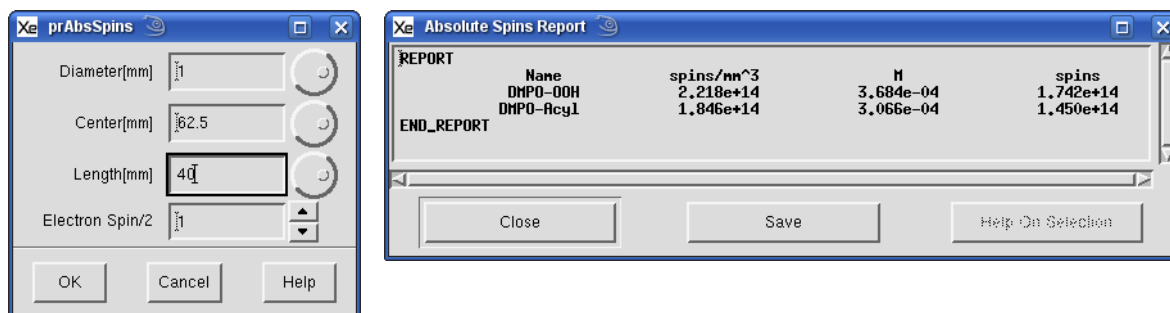 Xe prAbsSpins
Diameter[mm] 1
Center[mm] 62.5
Length[mm] 40
Electron Spin/2 1
OK Cancel Help
Xe Absolute Spins Report
REPORT
Name spins/mm^3 M spins
DMPO-OOH 2.218e+14 3.684e-04 1.742e+14
DMPO-Acyl 1.846e+14 3.066e-04 1.450e+14
END_REPORT
Close Save Help On Selection